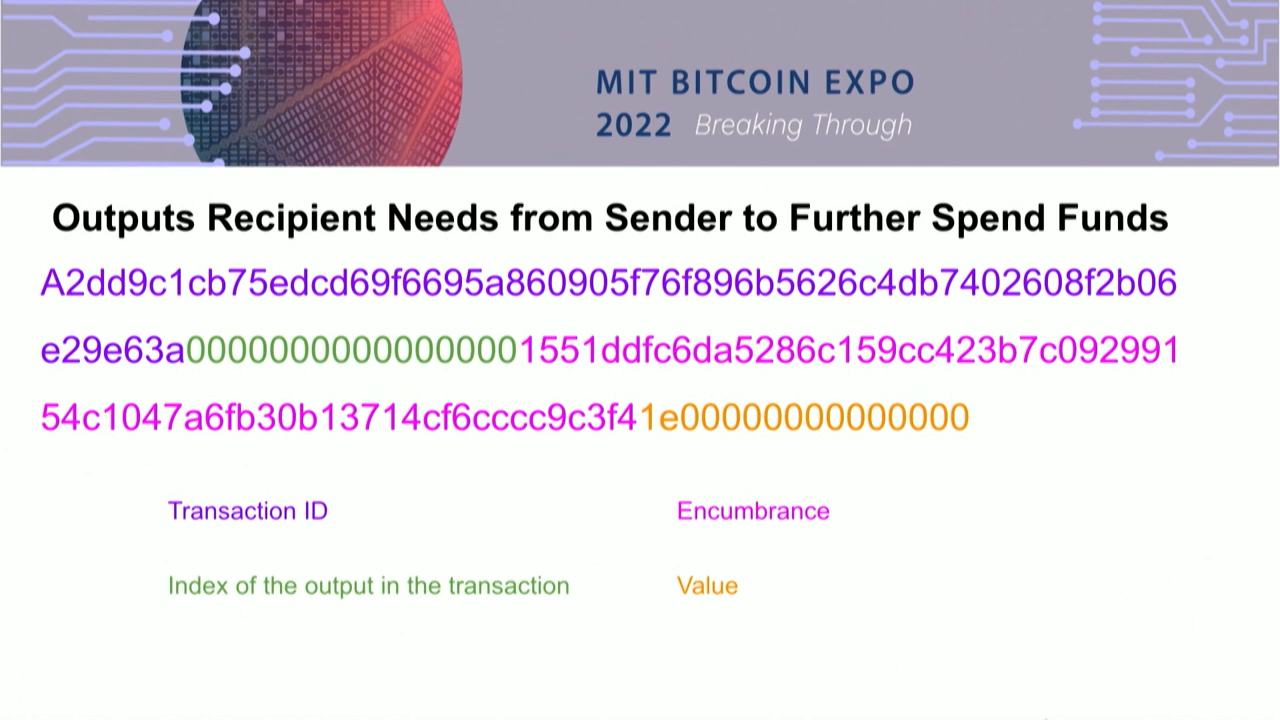 MIT BITCOIN EXPO
2022 Breaking Through
Outputs Recipient Needs from Sender to Further Spend Funds
A2dd9c1cb75edcd69f6695a860905f76f896b5626c4db7402608f2b06
e29e63a00000000000000001551ddfc6da5286c159cc423b7c092991
54c1047a6fb30b13714cf6cccc9c3f41e00000000000000
Transaction ID
Encumbrance
Index of the output in the transaction
Value